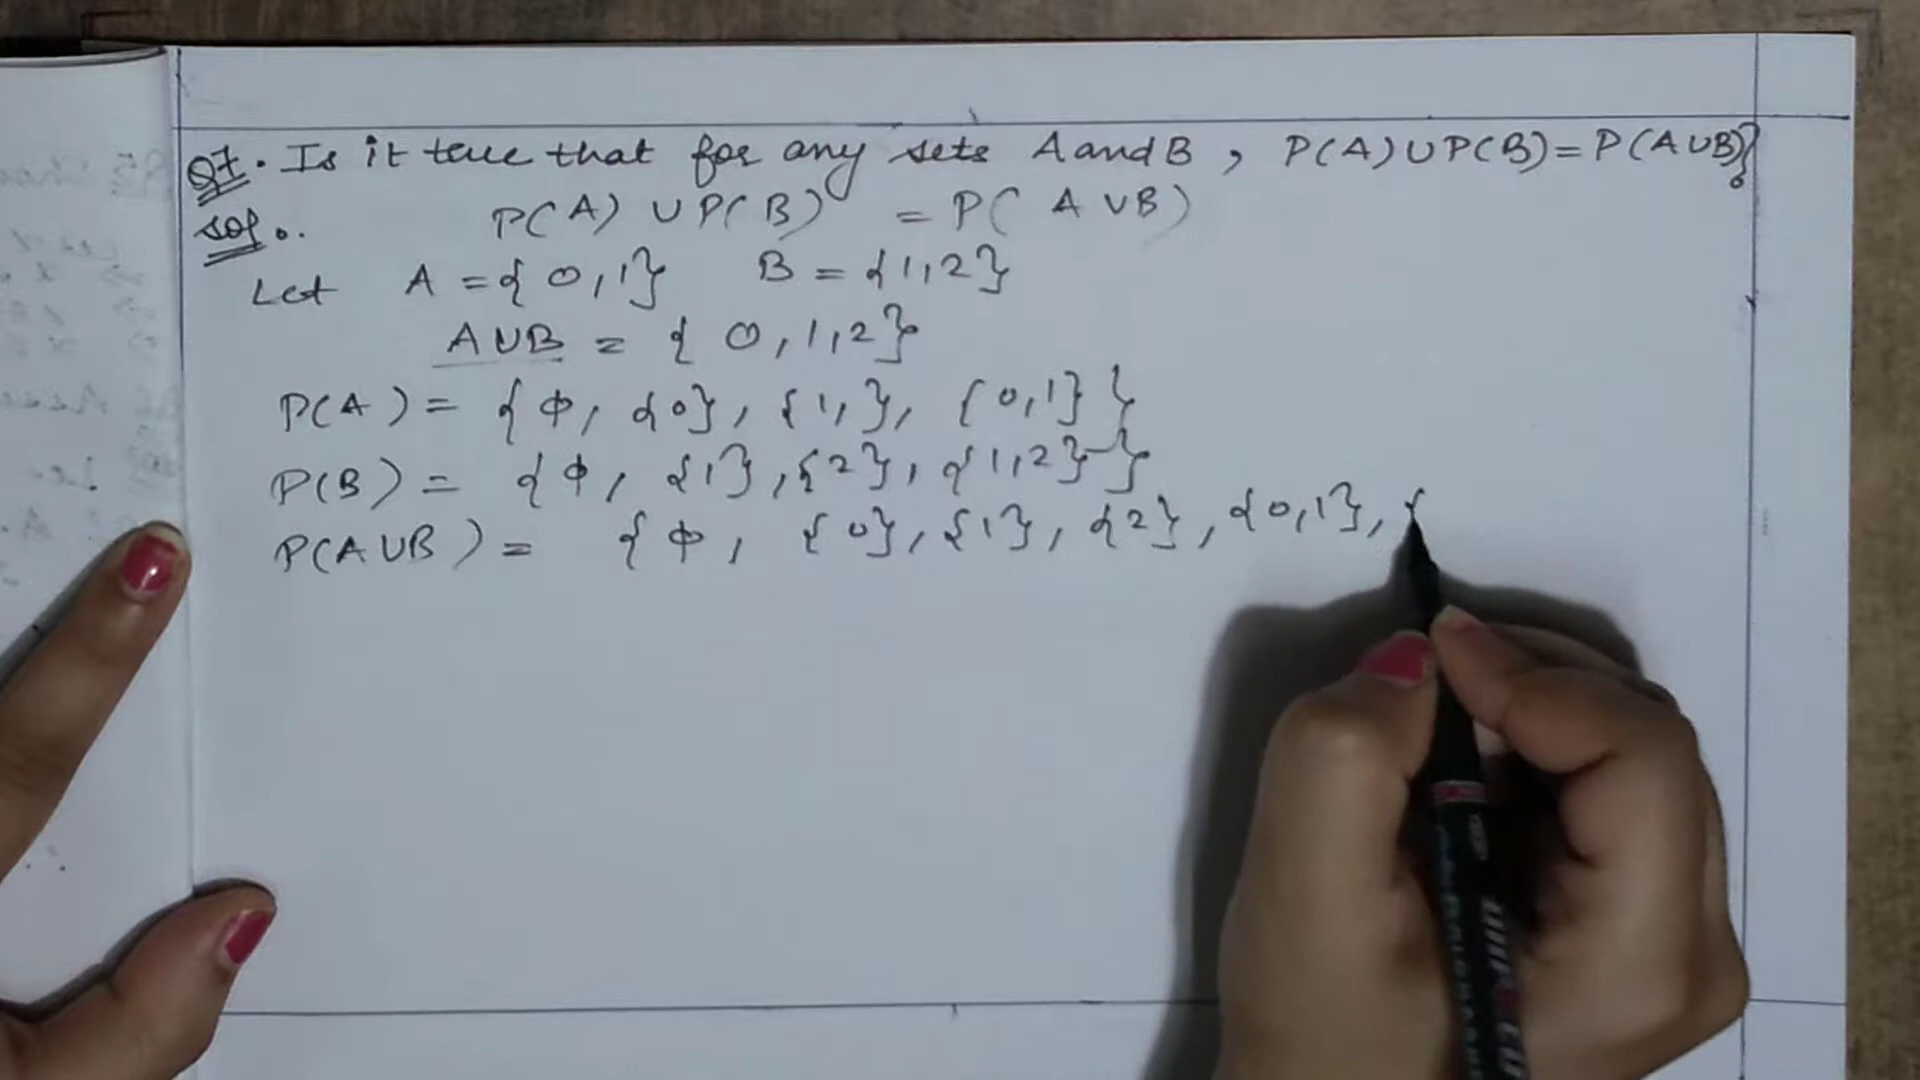 Q7. Is it true that for any sets A and B, P(A)∪P(B)=P(A∪B)?
Sol. P(A) ∪ P(B) = P( A ∪ B)
Let A = { 0, 1} B = {1, 2}
A∪B = { 0, 1, 2}
P(A) = { ϕ, {0}, {1, }, {0,1} }
P(B) = { ϕ, {1}, {2}, {1,2} }
P(A∪B) = { ϕ, {0}, {1}, {2}, {0,1}, {